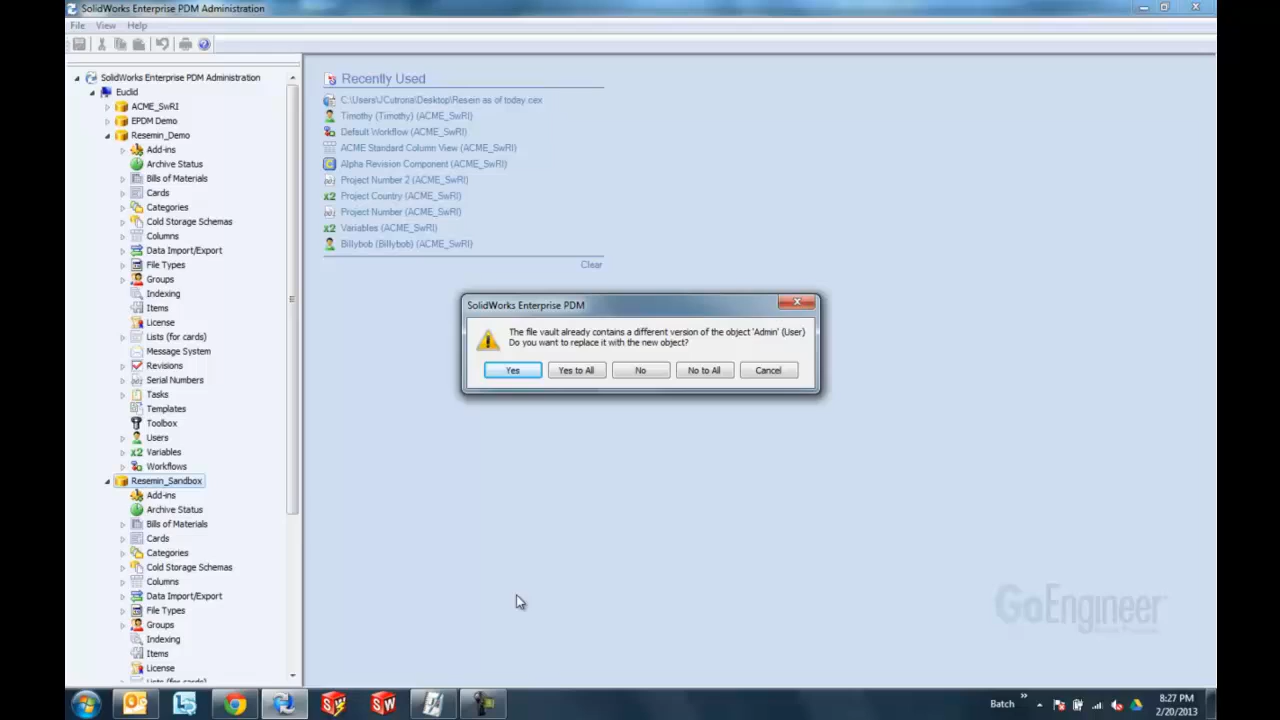 SolidWorks Enterprise PDM Administration
File View Help
SolidWorks Enterprise PDM Administration
Euclid
ACME_SwRI
EPDM Demo
Resemin_Demo
Add-ins
Archive Status
Bills of Materials
Cards
Categories
Cold Storage Schemas
Columns
Data Import/Export
File Types
Groups
Indexing
Items
License
Lists (for cards)
Message System
Revisions
Serial Numbers
Tasks
Templates
Toolbox
Users
Variables
Workflows
Resemin_Sandbox
Add-ins
Archive Status
Bills of Materials
Cards
Categories
Cold Storage Schemas
Columns
Data Import/Export
File Types
Groups
Indexing
Items
License
Lists (for cards)
Recently Used
C:\Users\JCutrona\Desktop\Resein as of today.cex
Timothy (Timothy) (ACME_SwRI)
Default Workflow (ACME_SwRI)
ACME Standard Column View (ACME_SwRI)
Alpha Revision Component (ACME_SwRI)
Project Number 2 (ACME_SwRI)
Project Country (ACME_SwRI)
Project Number (ACME_SwRI)
Variables (ACME_SwRI)
Billybob (Billybob) (ACME_SwRI)
Clear
SolidWorks Enterprise PDM
The file vault already contains a different version of the object 'Admin' (User)
Do you want to replace it with the new object?
Yes Yes to All No No to All Cancel
GoEngineer
Batch
8:27 PM
2/20/2013